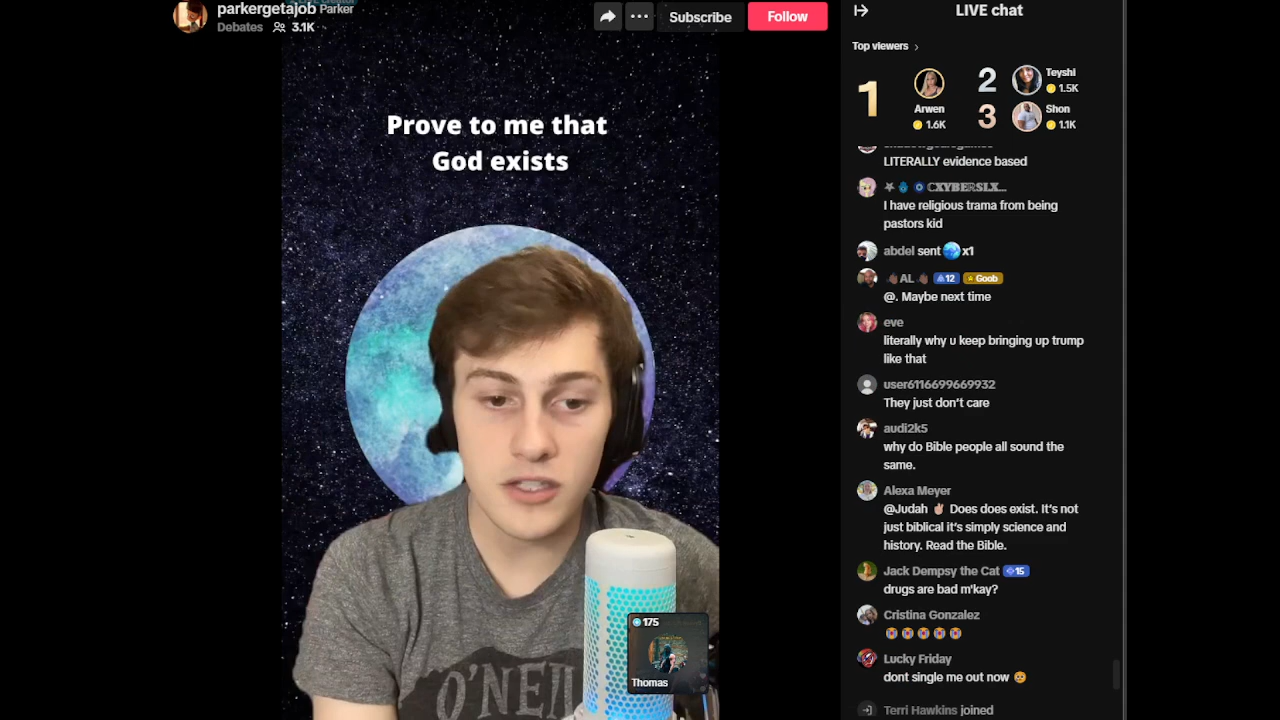 parkergetajob Parker
Debates 3.1K
Subscribe
Follow
Prove to me that
God exists
O'NEIL
175
Thomas
LIVE chat
Top viewers
1
Arwen
1.6K
2
Teyshi
1.5K
3
Shon
1.1K
LITERALLY evidence based
CXYBERSLX...
I have religious trama from being
pastors kid
abdel sent x1
AL 12 Goob
@. Maybe next time
eve
literally why u keep bringing up trump
like that
user6116699669932
They just don't care
audi2k5
why do Bible people all sound the
same.
Alexa Meyer
@Judah ✌🏼 Does does exist. It's not
just biblical it's simply science and
history. Read the Bible.
Jack Dempsy the Cat 15
drugs are bad m'kay?
Cristina Gonzalez
😭😭😭😭😭
Lucky Friday
dont single me out now
Terri Hawkins joined